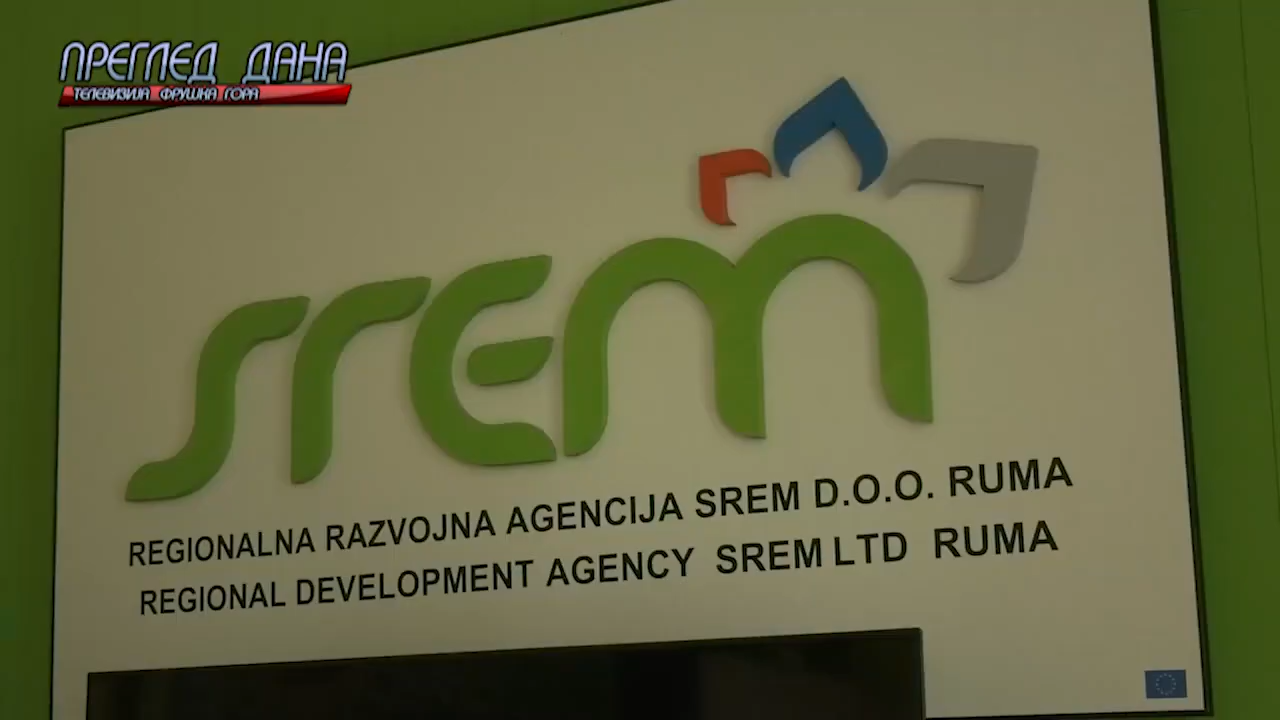 ПРЕГЛЕД ДАНА
ТЕЛЕВИЗИЈА ФРУШКА ГОРА
srem
REGIONALNA RAZVOJNA AGENCIJA SREM D.O.O. RUMA
REGIONAL DEVELOPMENT AGENCY SREM LTD RUMA